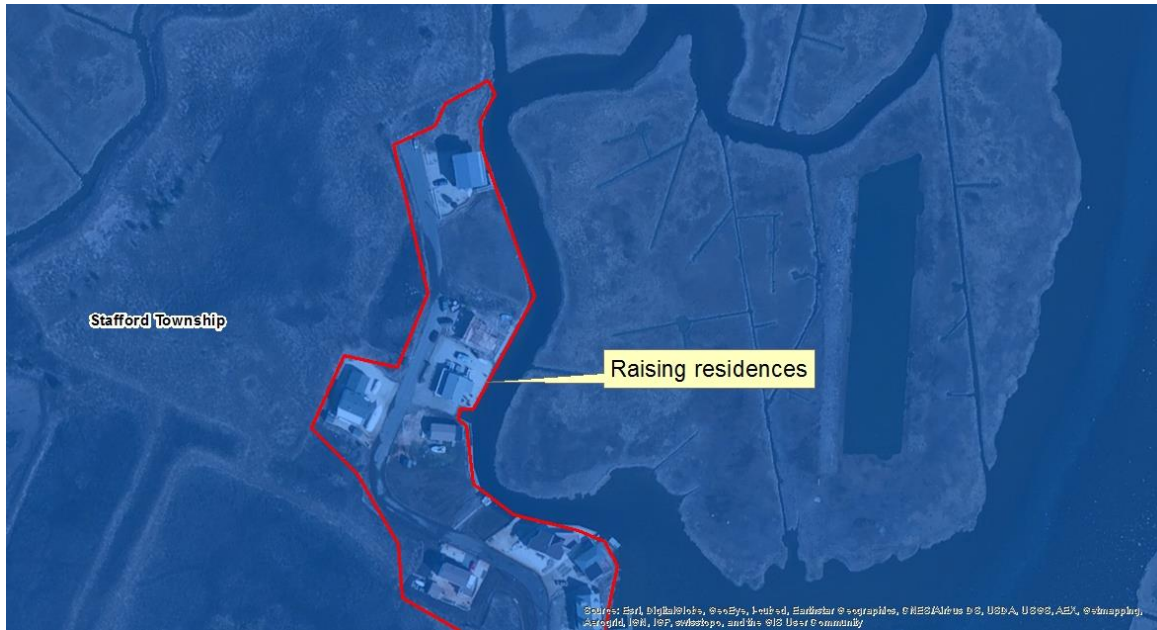 Stafford Township
Raising residences
Source: Esri, DigitalGlobe, GeoEye, i-cubed, Earthstar Geographics, CNES/Airbus DS, USDA, USGS, AEX, Getmapping,
Aerogrid, IGN, IGP, swisstopo, and the GIS User Community